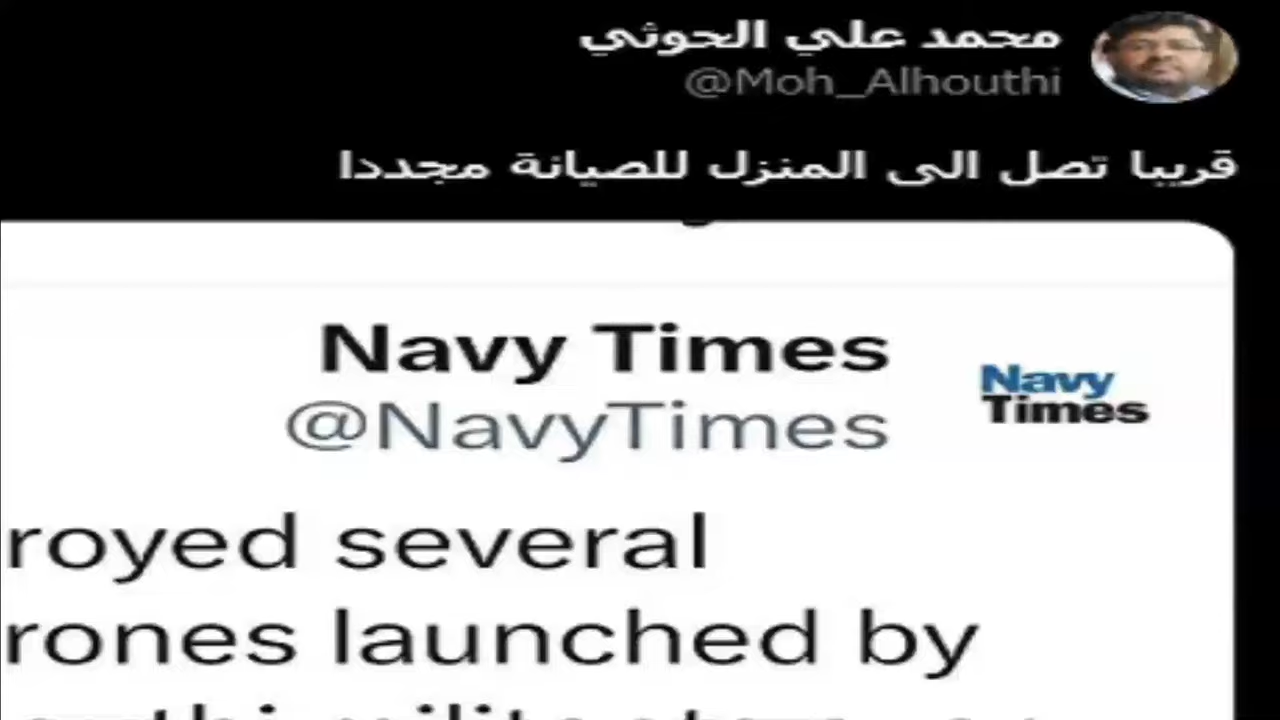 محمد علي الحوثي
@Moh_Alhouthi
قريبا تصل الى المنزل للصيانة مجددا
Navy Times
@NavyTimes
Navy
Times
royed several
rones launched by